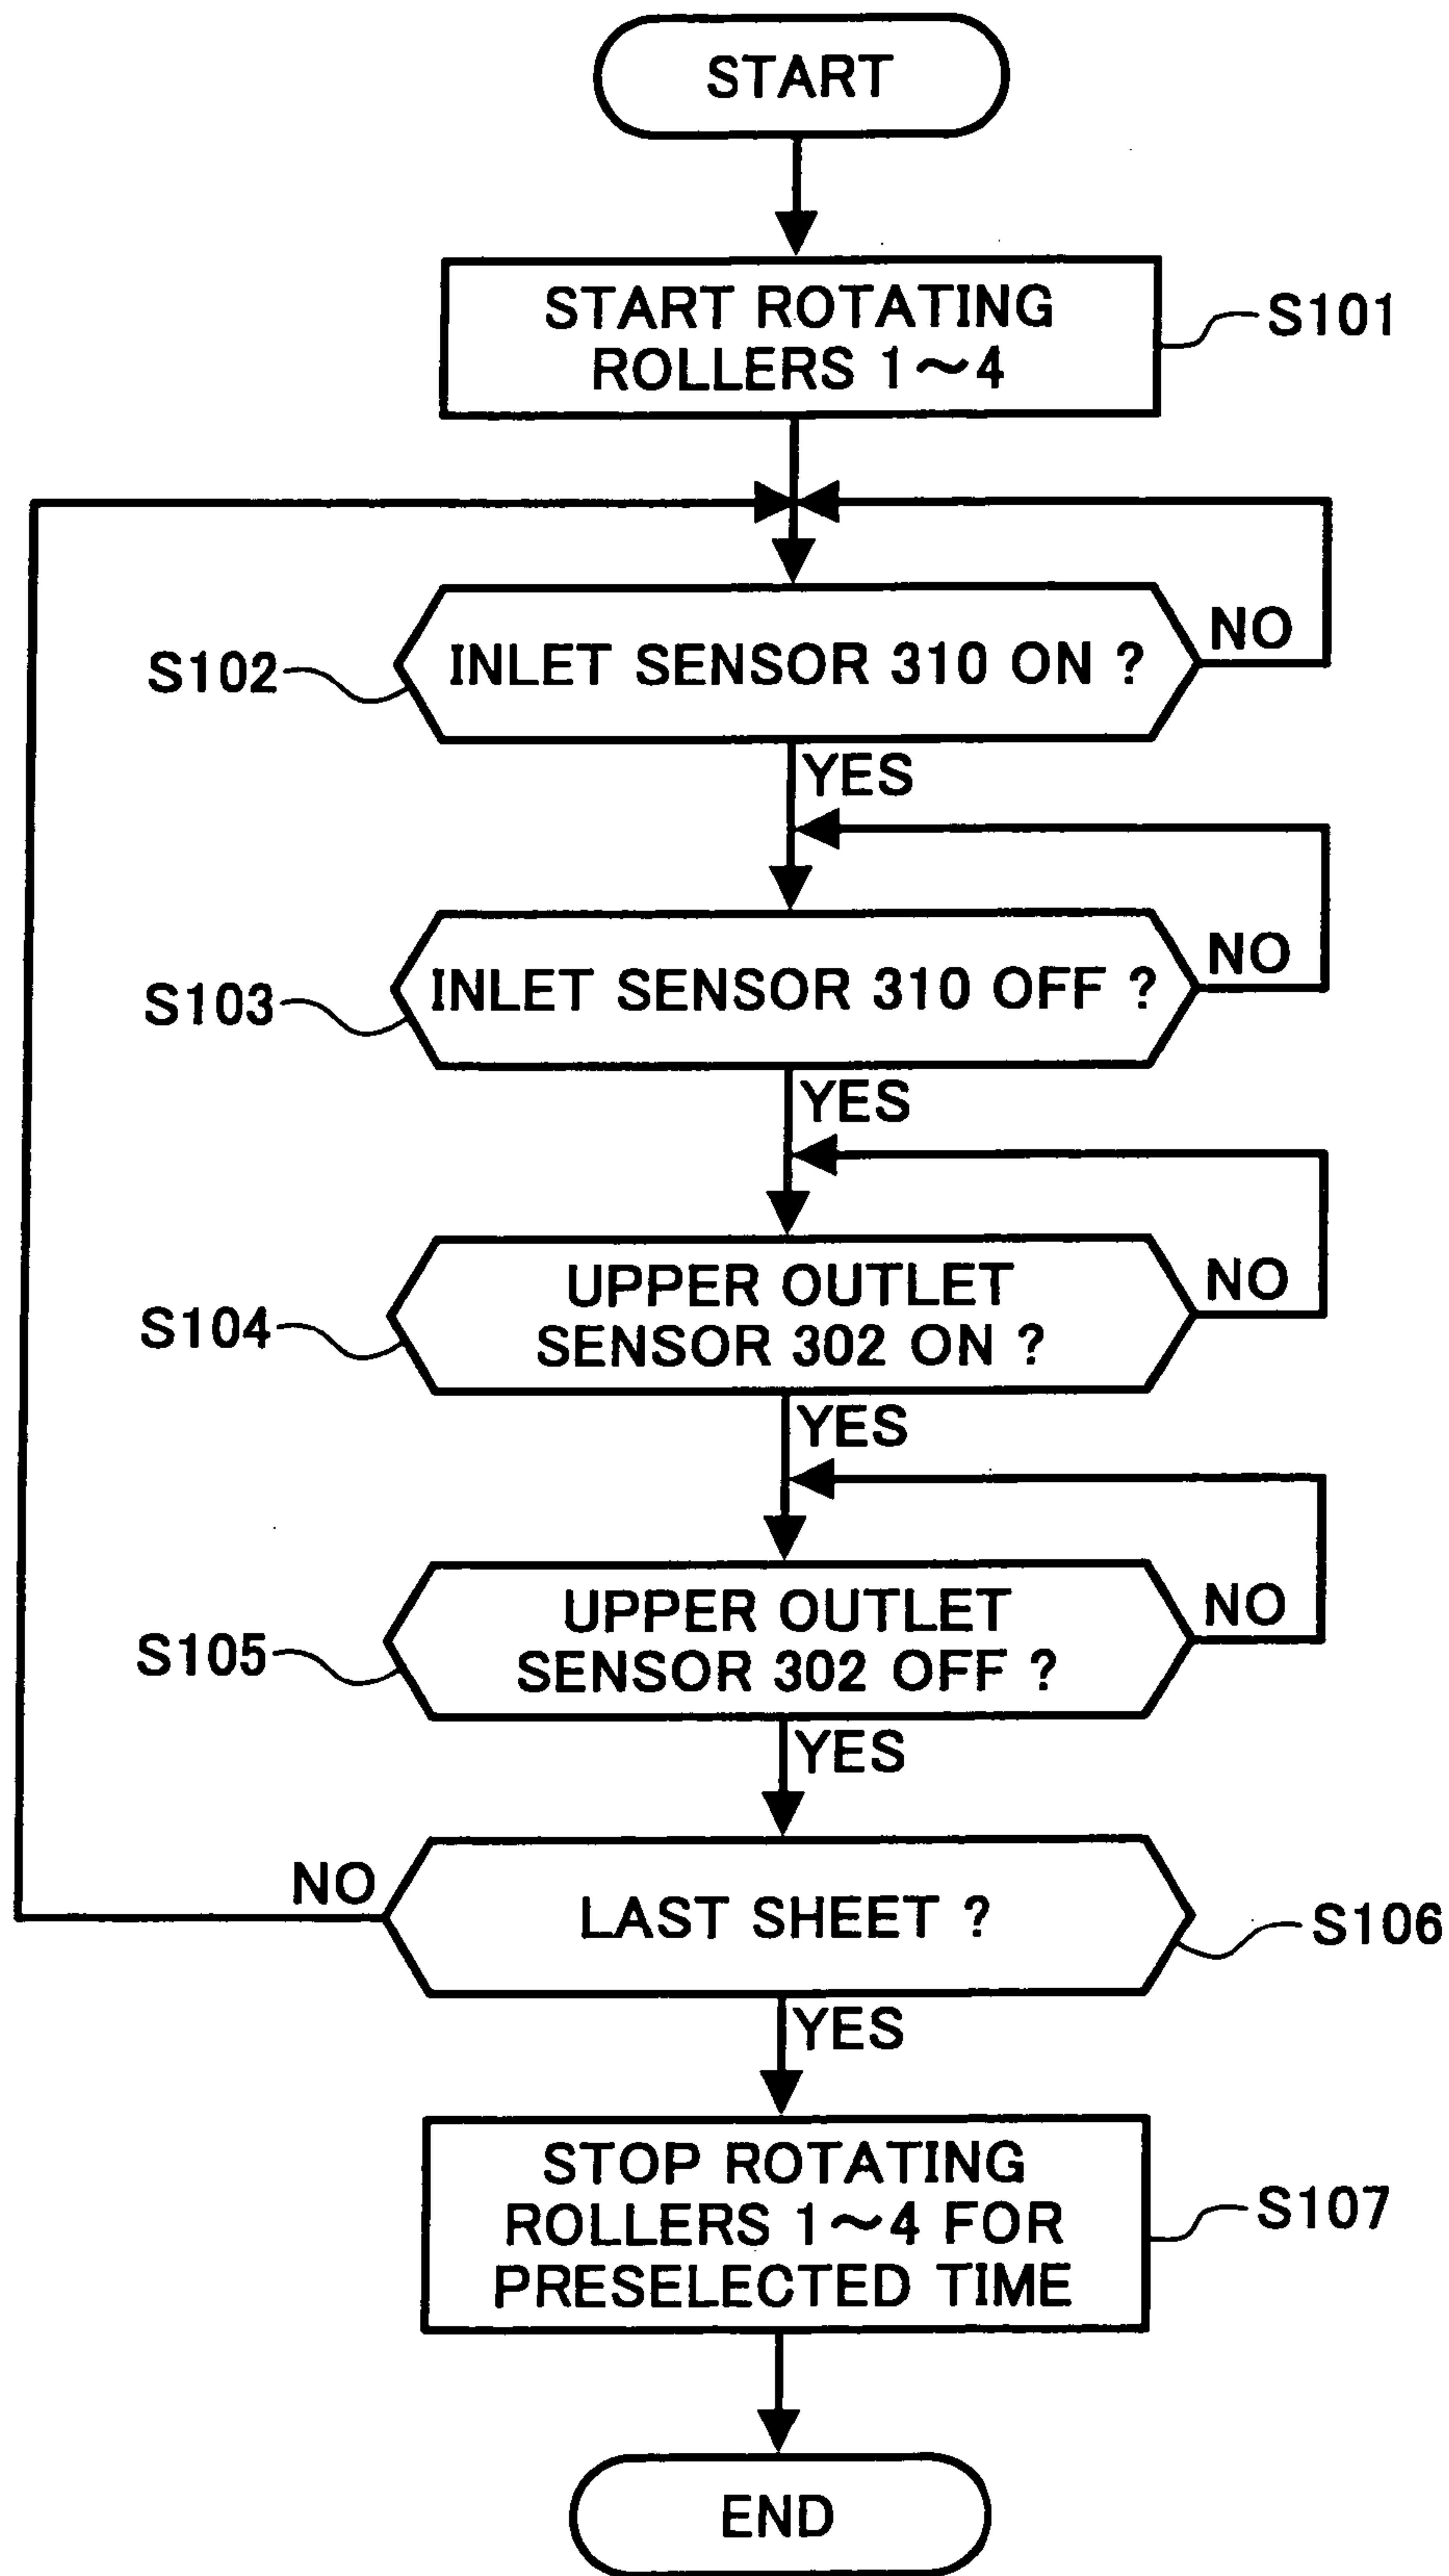 START
START ROTATING
ROLLERS 1～4
S101
INLET SENSOR 310 ON ?
NO
S102
YES
INLET SENSOR 310 OFF ?
NO
S103
YES
UPPER OUTLET
SENSOR 302 ON ?
NO
S104
YES
UPPER OUTLET
SENSOR 302 OFF ?
NO
S105
YES
NO
LAST SHEET ?
S106
YES
STOP ROTATING
ROLLERS 1～4 FOR
PRESELECTED TIME
S107
END